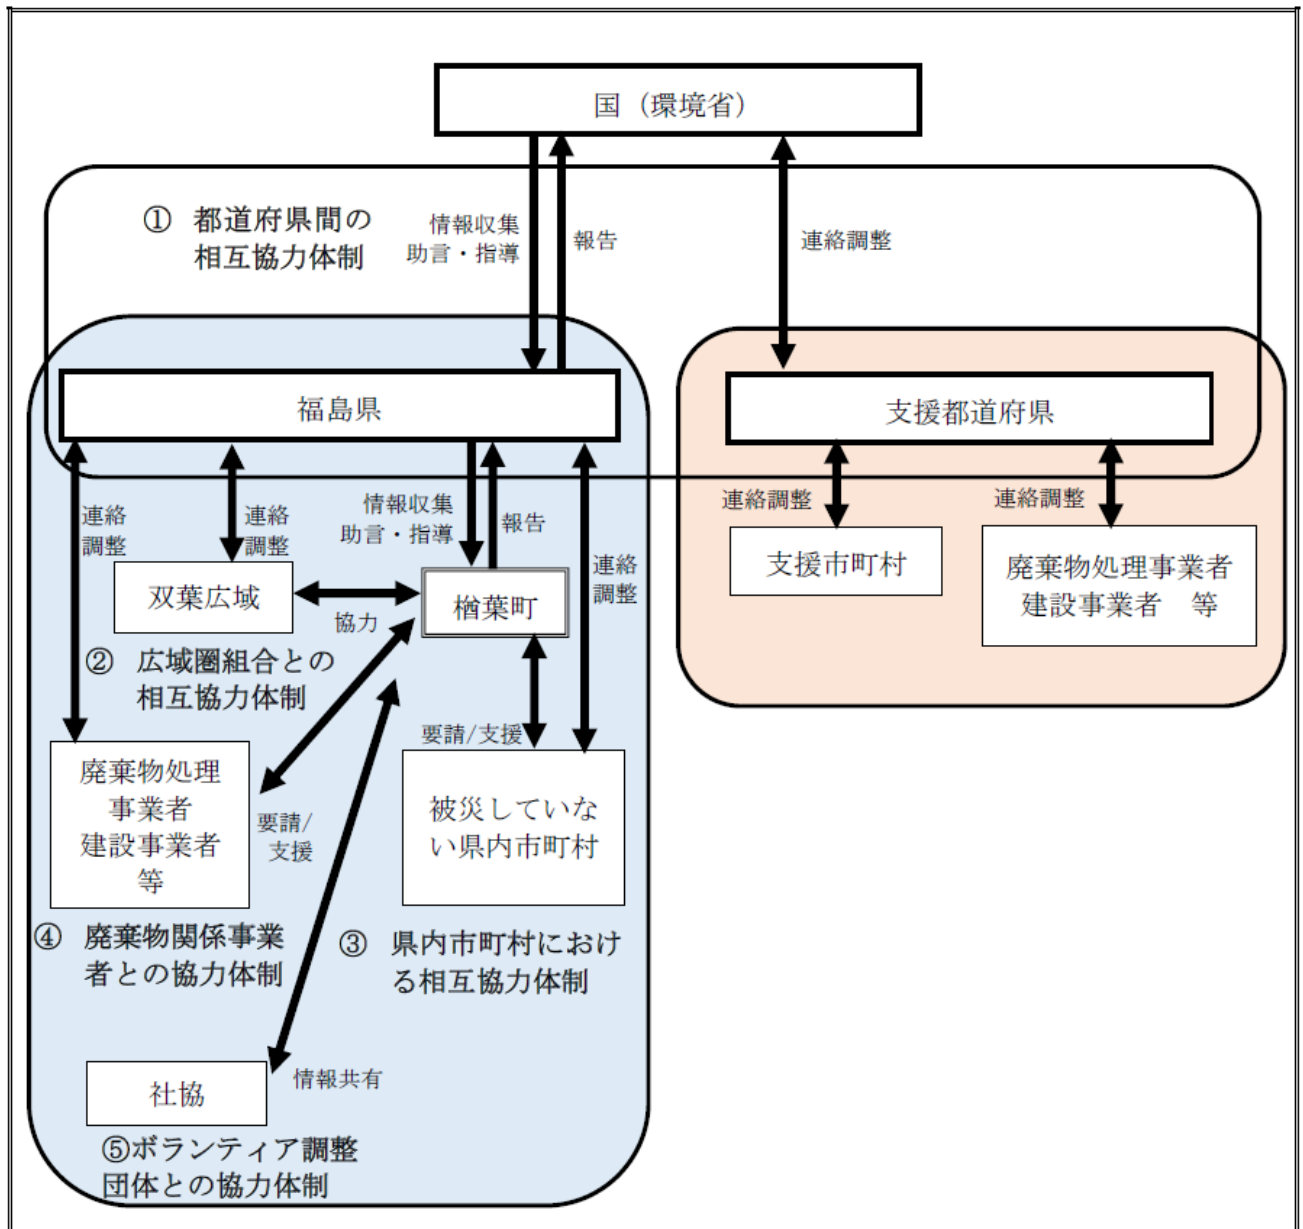 国（環境省）
① 都道府県間の
相互協力体制
情報収集
助言・指導
報告
連絡調整
福島県
支援都道府県
連絡
調整
連絡
調整
情報収集
助言・指導
報告
連絡
調整
連絡調整
連絡調整
双葉広域
協力
楢葉町
支援市町村
廃棄物処理事業者
建設事業者　等
② 広域圏組合との
相互協力体制
要請/支援
廃棄物処理
事業者
建設事業者
等
要請/
支援
被災していな
い県内市町村
④ 廃棄物関係事業
者との協力体制
③ 県内市町村におけ
る相互協力体制
社協
情報共有
⑤ボランティア調整
団体との協力体制